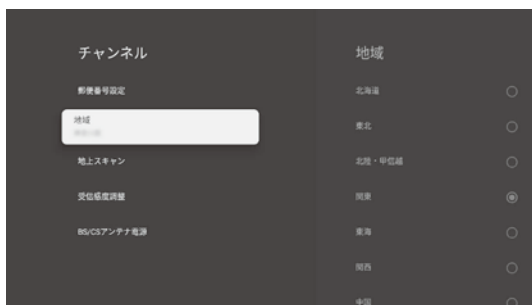 チャンネル
郵便番号設定
地域
地上スキャン
受信感度調整
BS/CSアンテナ電源
地域
北海道
東北
北陸・甲信越
関東
東海
関西
中国